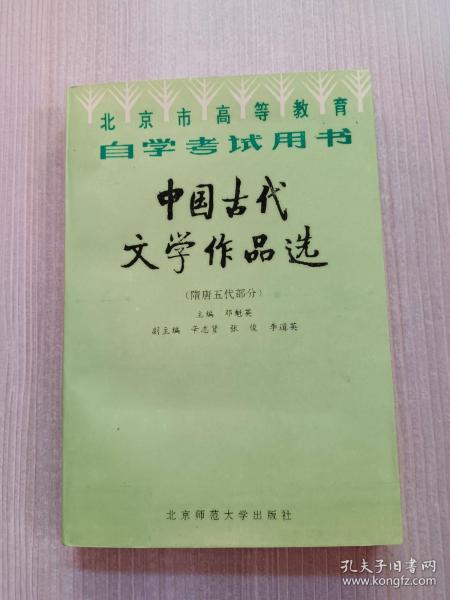 北京市高等教育
自学考试用书
中国古代
文学作品选
（隋唐五代部分）
主编 邓魁英
副主编 辛志贤 张俊 李道英
北京师范大学出版社
孔夫子旧书网
www.kongfz.com